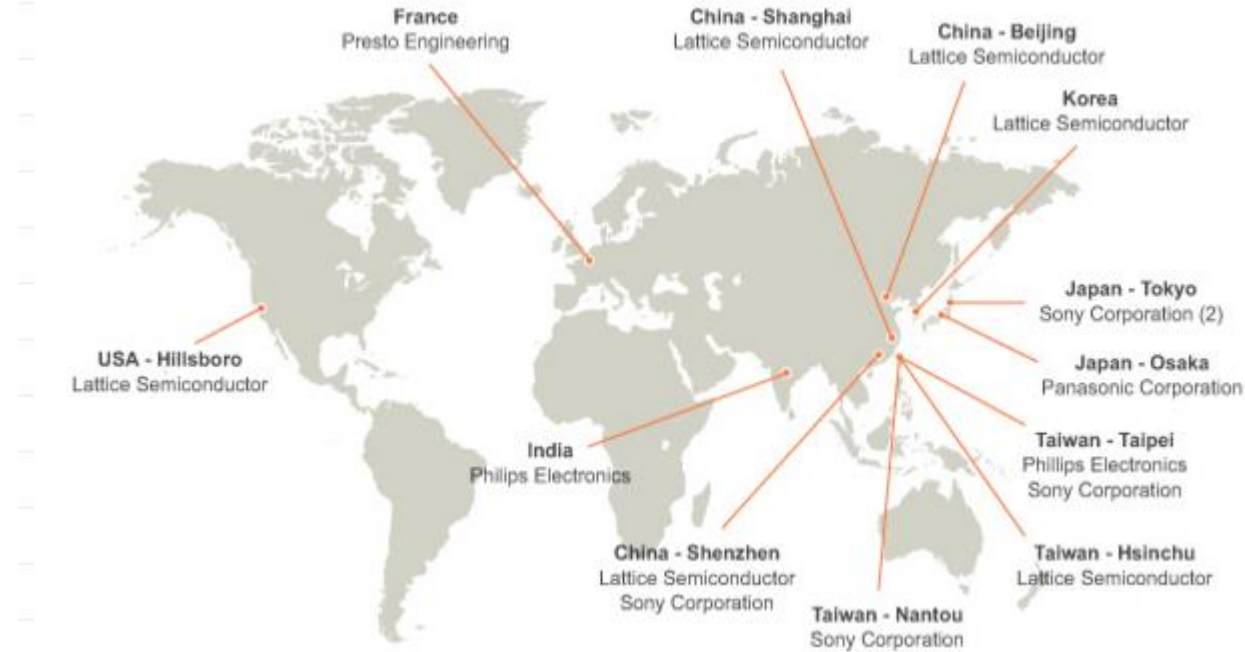 France
Presto Engineering
China - Shanghai
Lattice Semiconductor
China - Beijing
Lattice Semiconductor
Korea
Lattice Semiconductor
Japan - Tokyo
Sony Corporation (2)
USA - Hillsboro
Lattice Semiconductor
Japan - Osaka
Panasonic Corporation
India
Philips Electronics
Taiwan - Taipei
Phillips Electronics
Sony Corporation
China - Shenzhen
Lattice Semiconductor
Sony Corporation
Taiwan - Hsinchu
Lattice Semiconductor
Taiwan - Nantou
Sony Corporation